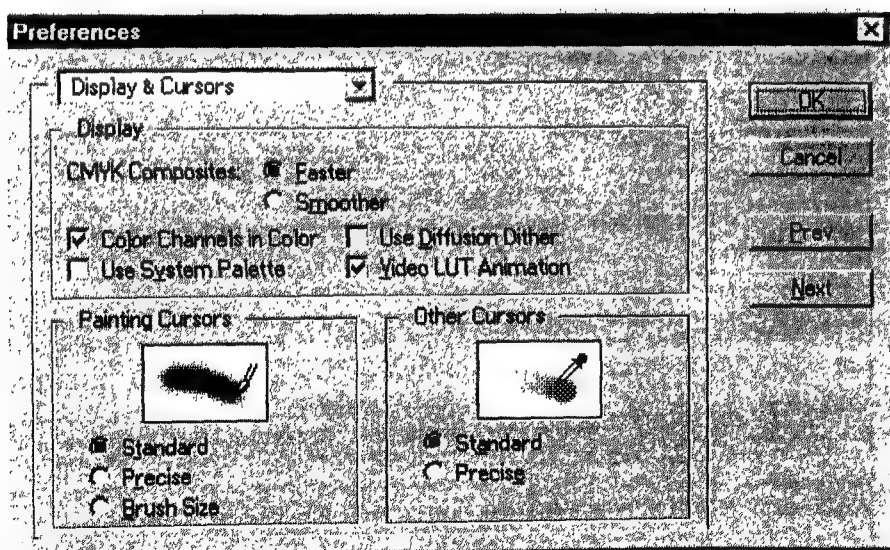 Preferences
Display & Cursors
OK
Display
CMYK Composites: Faster
Cancel
Smoother
Color Channels in Color Use Diffusion Dither
Prev
Use System Palette Video LUT Animation
Next
Painting Cursors Other Cursors
Standard Standard
Precise Precise
Brush Size